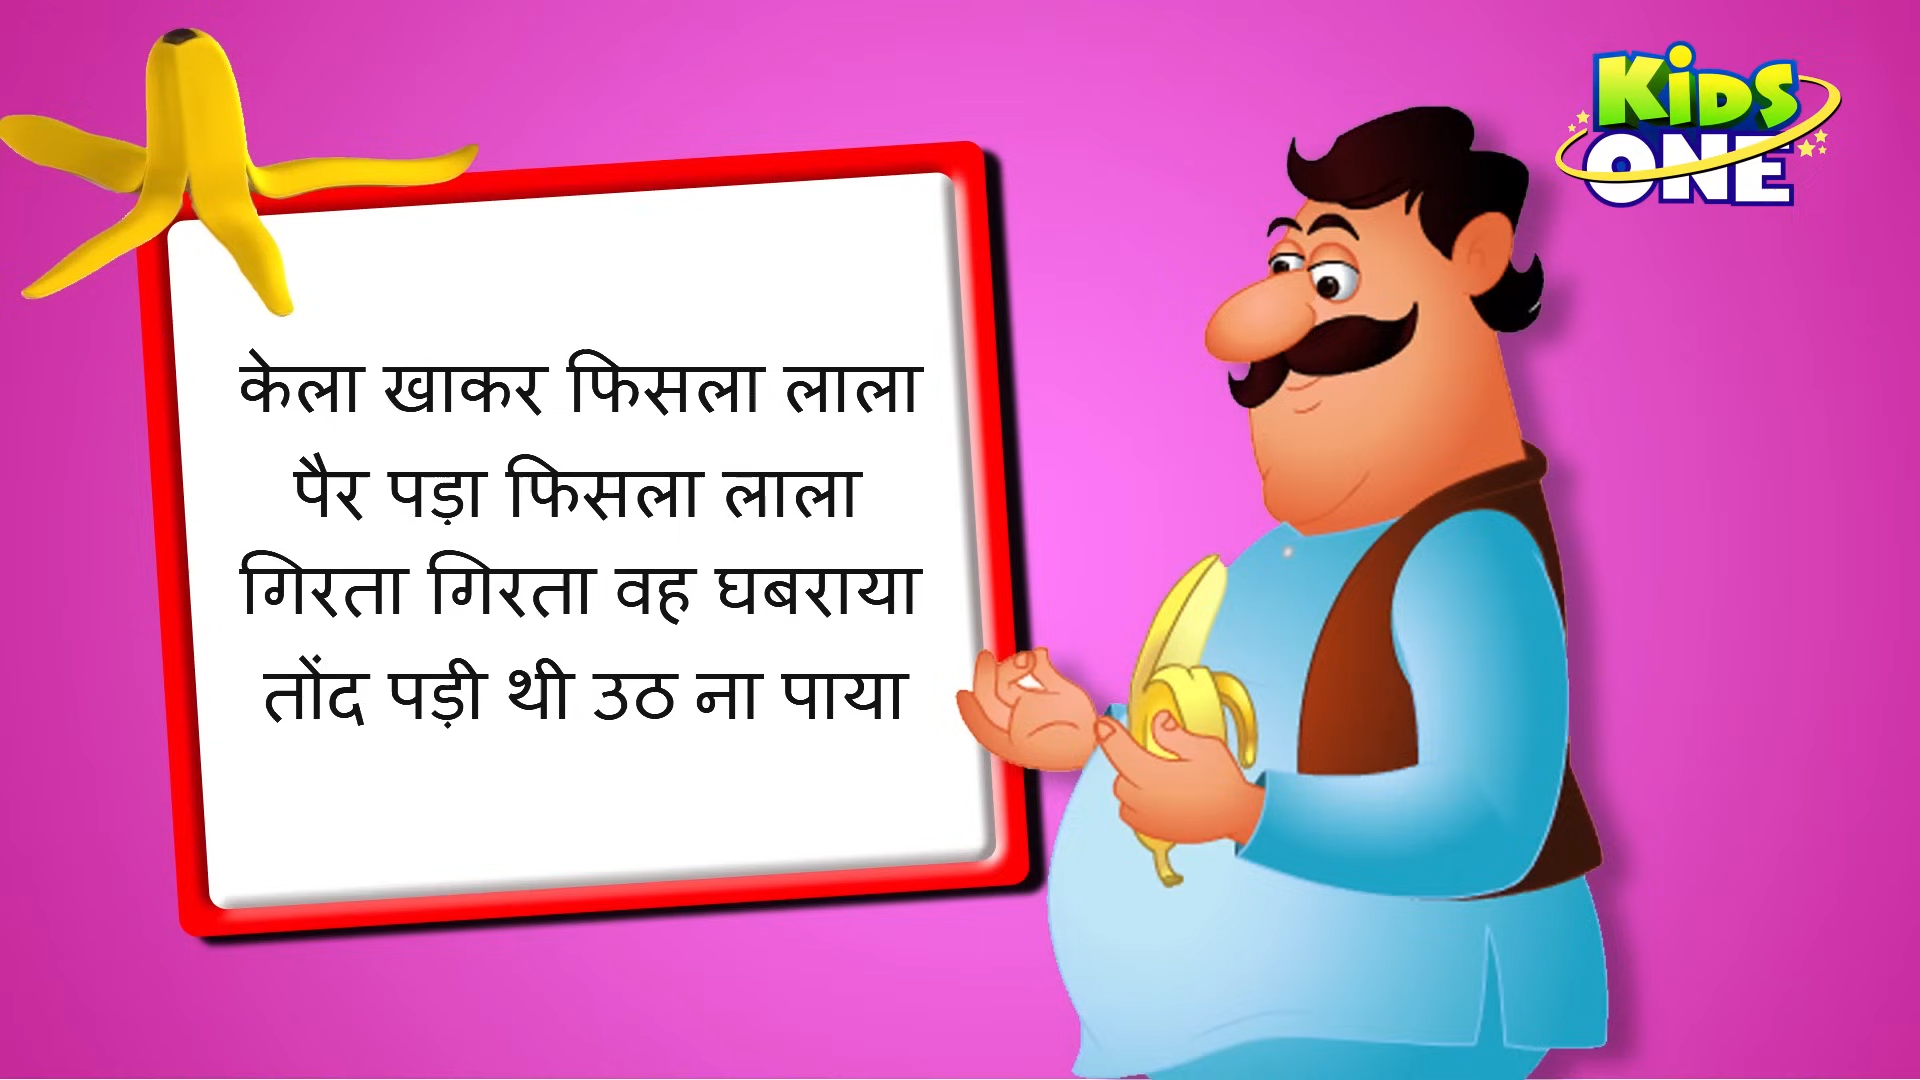 KiDS
ONE
केला खाकर फिसला लाला
पैर पड़ा फिसला लाला
गिरता गिरता वह घबराया
तोंद पड़ी थी उठ ना पाया